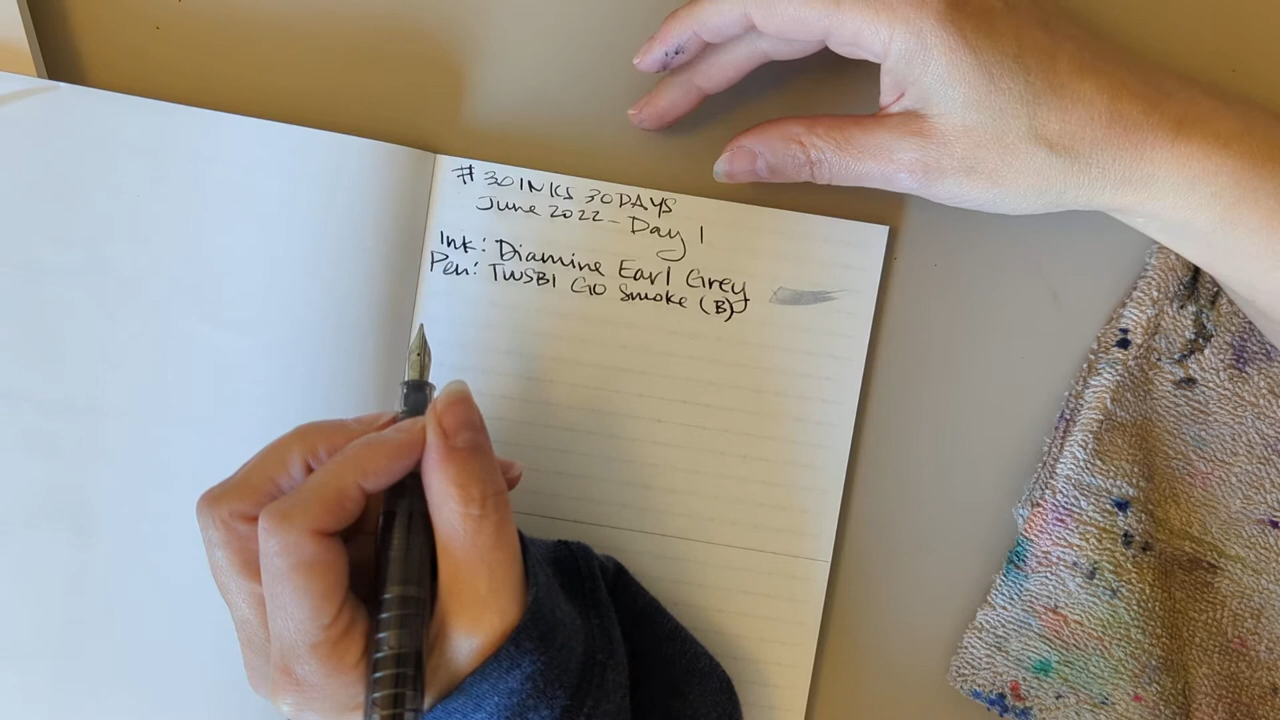 #30INKS 30DAYS
June 2022 - Day 1
Ink: Diamine Earl Grey
Pen: TWSBI GO Smoke (B)